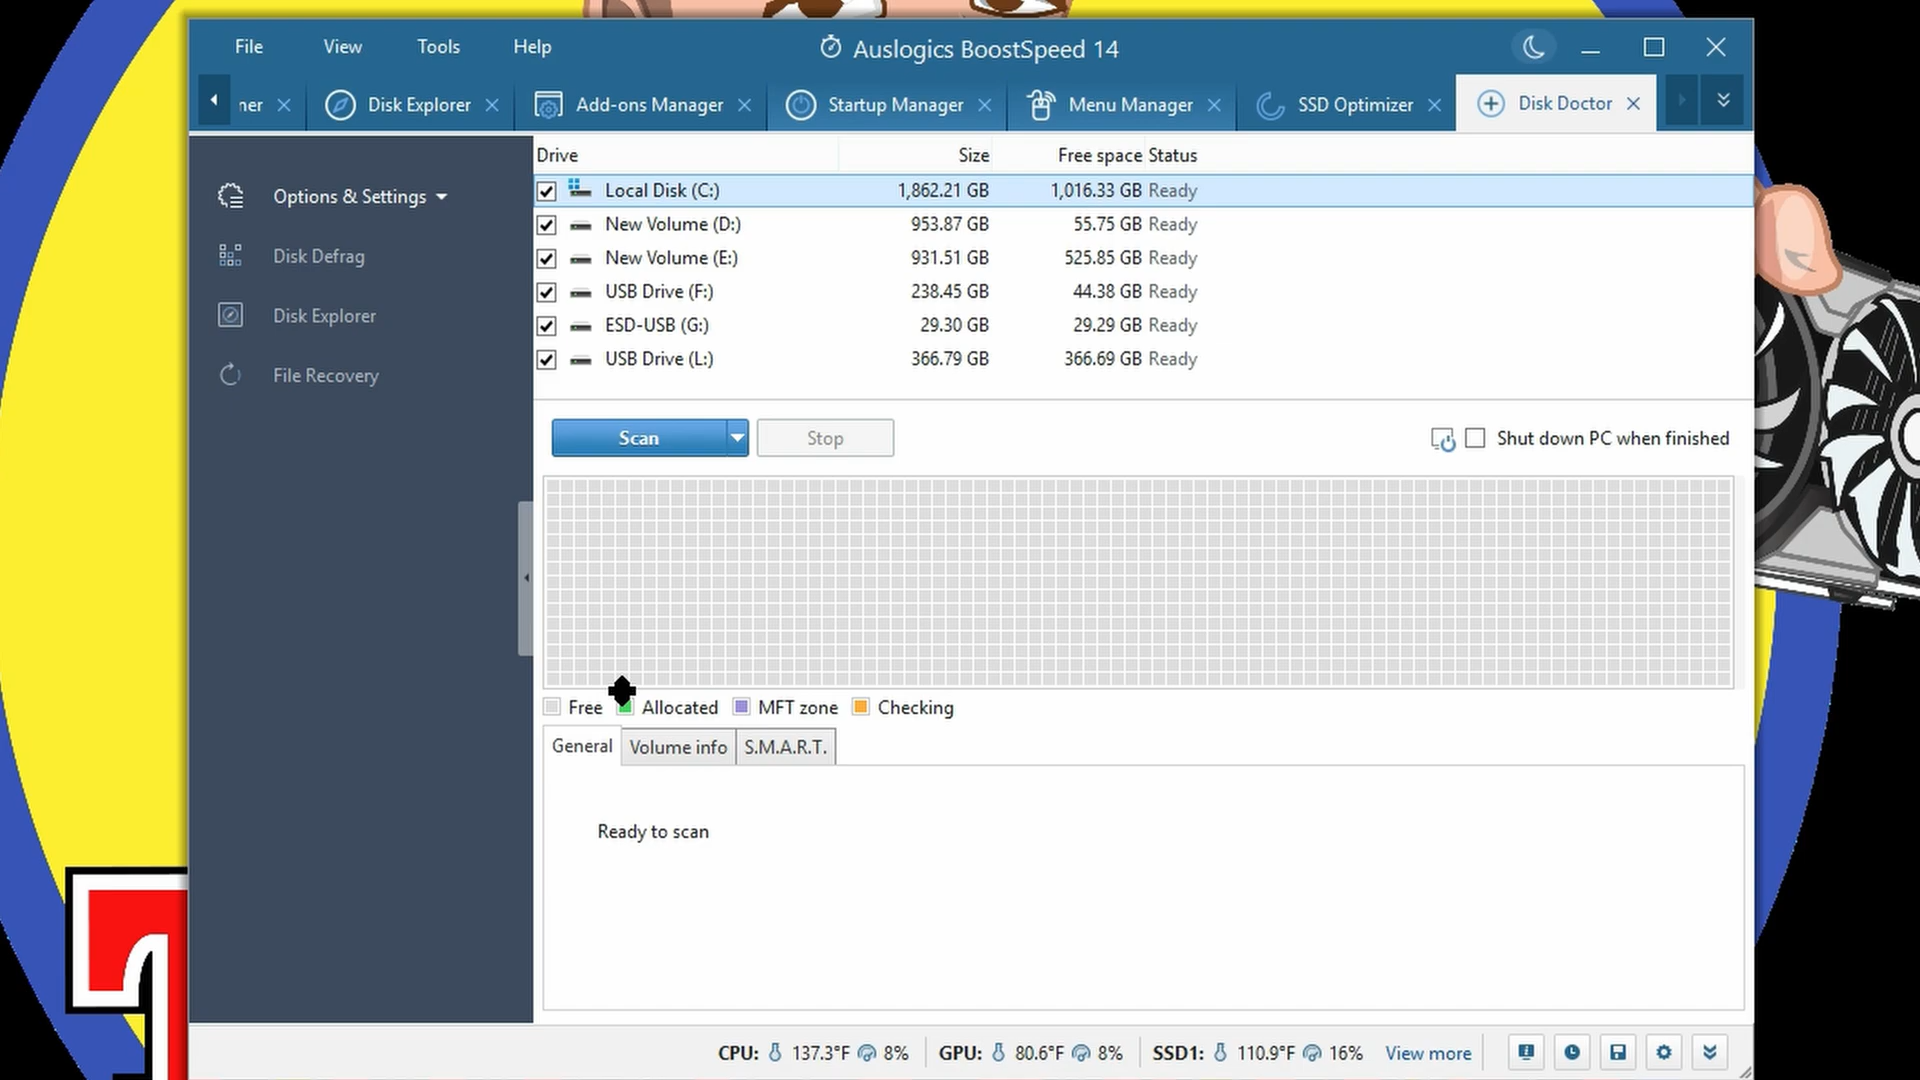 File View Tools Help Auslogics BoostSpeed 14
ner Disk Explorer Add-ons Manager Startup Manager Menu Manager SSD Optimizer Disk Doctor
Options & Settings
Disk Defrag
Disk Explorer
File Recovery
Drive Size Free space Status
Local Disk (C:) 1,862.21 GB 1,016.33 GB Ready
New Volume (D:) 953.87 GB 55.75 GB Ready
New Volume (E:) 931.51 GB 525.85 GB Ready
USB Drive (F:) 238.45 GB 44.38 GB Ready
ESD-USB (G:) 29.30 GB 29.29 GB Ready
USB Drive (L:) 366.79 GB 366.69 GB Ready
Scan Stop Shut down PC when finished
Free Allocated MFT zone Checking
General Volume info S.M.A.R.T.
Ready to scan
CPU: 137.3°F 8% GPU: 80.6°F 8% SSD1: 110.9°F 16% View more